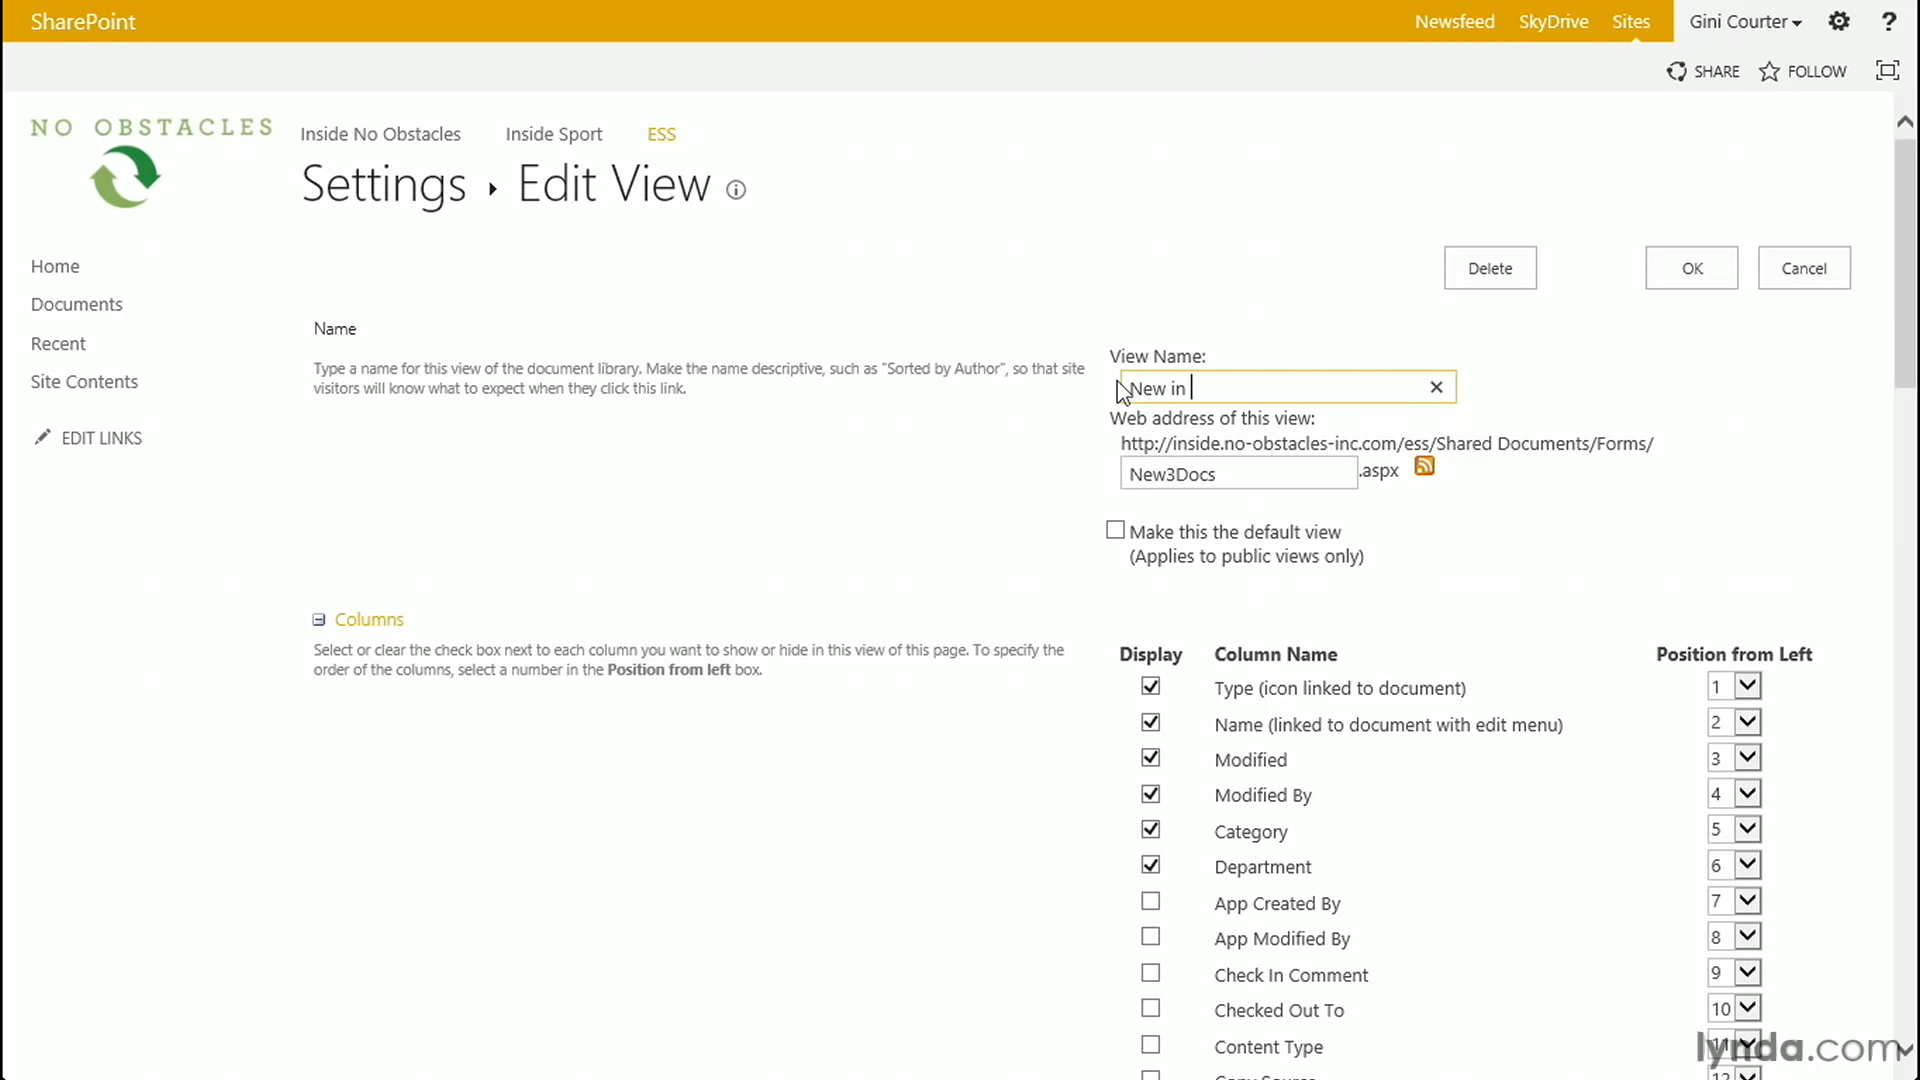 SharePoint
Newsfeed SkyDrive Sites Gini Courter ?
SHARE FOLLOW
NO OBSTACLES
Inside No Obstacles Inside Sport ESS
Settings Edit View
Home
Documents
Recent
Site Contents
EDIT LINKS
Delete OK Cancel
Name
Type a name for this view of the document library. Make the name descriptive, such as "Sorted by Author", so that site
visitors will know what to expect when they click this link.
View Name:
New in
Web address of this view:
http://inside.no-obstacles-inc.com/ess/Shared Documents/Forms/
New3Docs .aspx
Make this the default view
(Applies to public views only)
Columns
Select or clear the check box next to each column you want to show or hide in this view of this page. To specify the
order of the columns, select a number in the Position from left box.
Display Column Name Position from Left
Type (icon linked to document) 1
Name (linked to document with edit menu) 2
Modified 3
Modified By 4
Category 5
Department 6
App Created By 7
App Modified By 8
Check In Comment 9
Checked Out To 10
Content Type 11
lynda.com